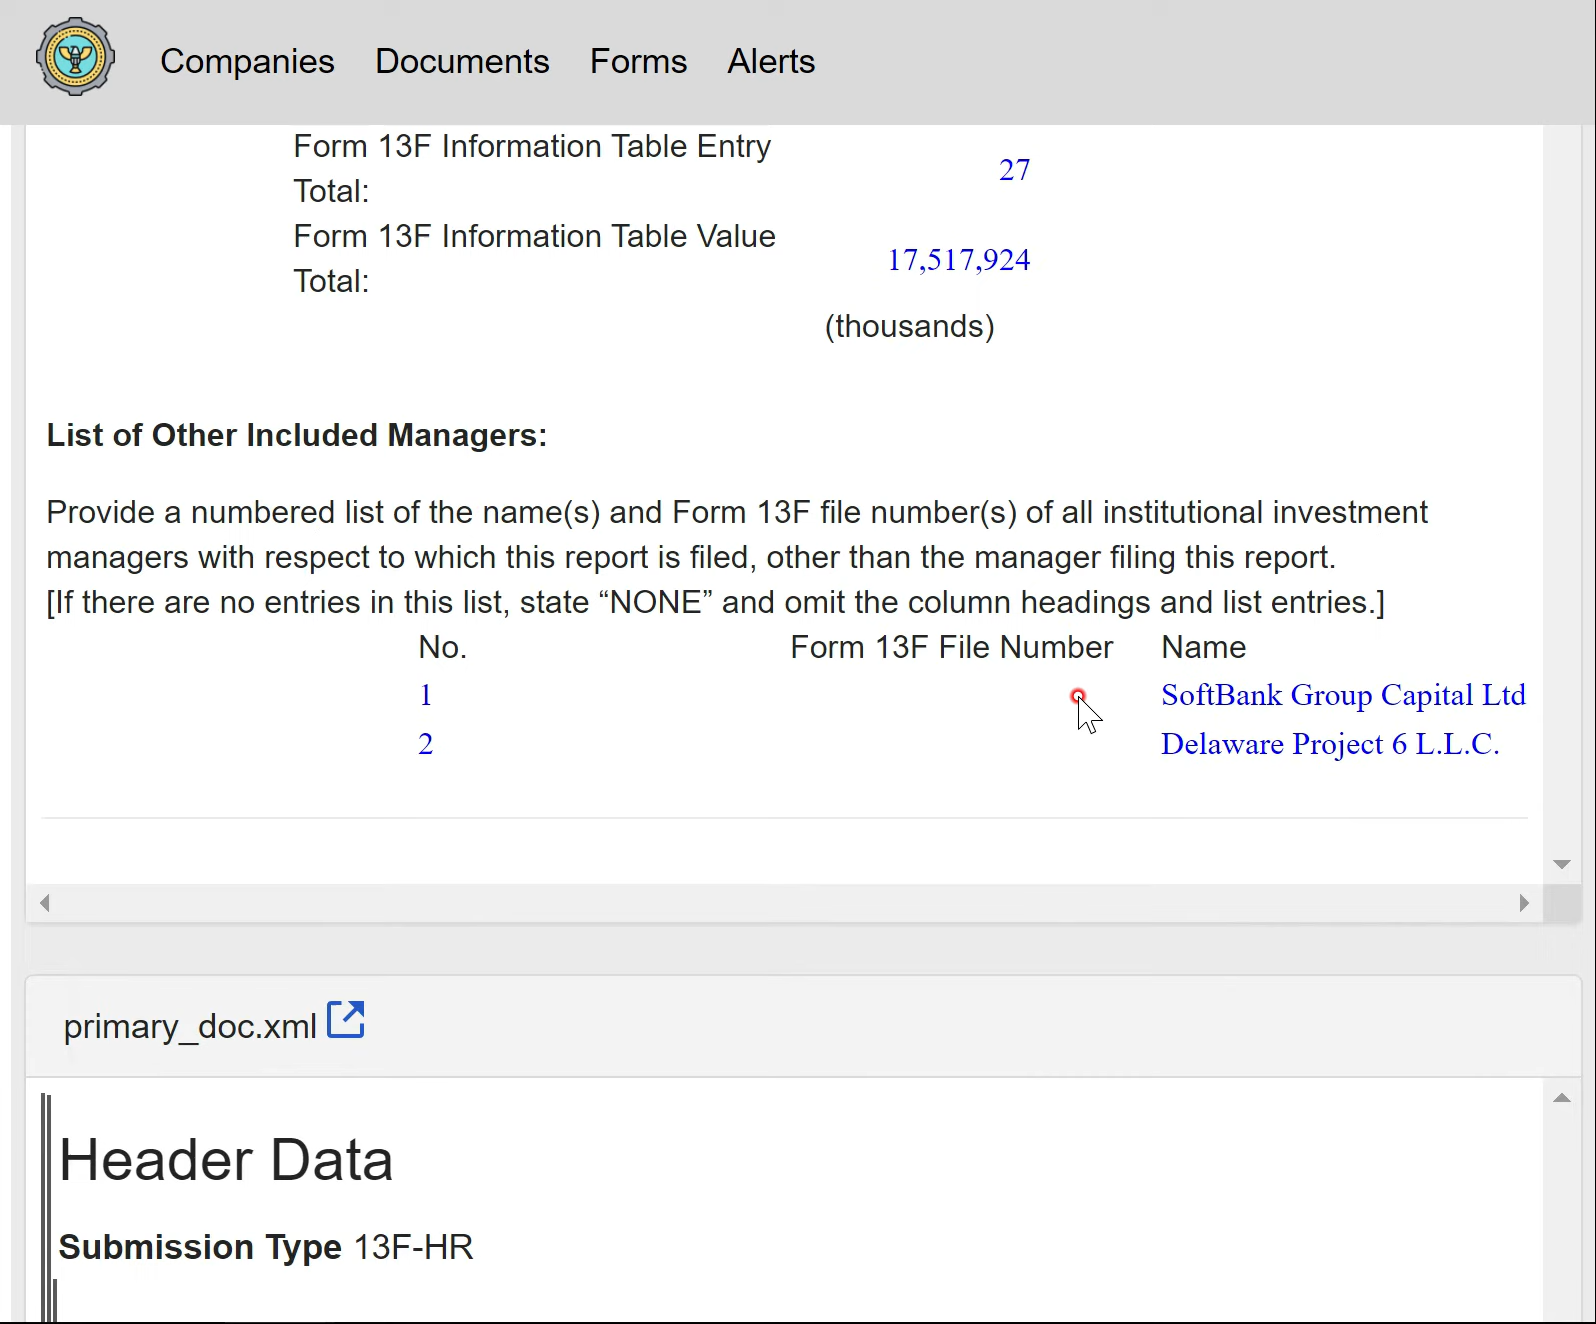 Companies Documents Forms Alerts
Form 13F Information Table Entry
Total:
27
Form 13F Information Table Value
Total:
17,517,924
(thousands)
List of Other Included Managers:
Provide a numbered list of the name(s) and Form 13F file number(s) of all institutional investment
managers with respect to which this report is filed, other than the manager filing this report.
[If there are no entries in this list, state “NONE” and omit the column headings and list entries.]
No. Form 13F File Number Name
1 SoftBank Group Capital Ltd
2 Delaware Project 6 L.L.C.
primary_doc.xml
Header Data
Submission Type 13F-HR